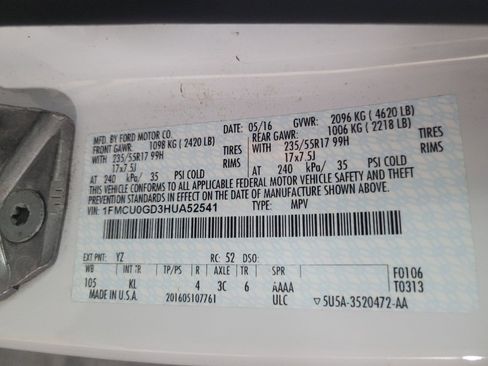 MFD. BY FORD MOTOR CO.
DATE: 05/16 GVWR: 2096 KG ( 4620 LB)
FRONT GAWR: 1098 KG ( 2420 LB) REAR GAWR: 1006 KG ( 2218 LB)
WITH 235/55R17 99H TIRES WITH 235/55R17 99H TIRES
17x7.5J RIMS 17x7.5J RIMS
AT 240 kPa/ 35 PSI COLD AT 240 kPa/ 35 PSI COLD
THIS VEHICLE CONFORMS TO ALL APPLICABLE FEDERAL MOTOR VEHICLE SAFETY AND THEFT PREVENTION
STANDARDS IN EFFECT ON THE DATE OF MANUFACTURE SHOWN ABOVE.
VIN: 1FMCU0GD3HUA52541 TYPE: MPV
EXT PNT: YZ RC: 52 DSO: F0106
WB INT TR TP/PS R AXLE TR SPR T0313
105 KL 4 3C 6 AAAA
MADE IN U.S.A. 201605107761 ULC ▽5U5A-3520472-AA